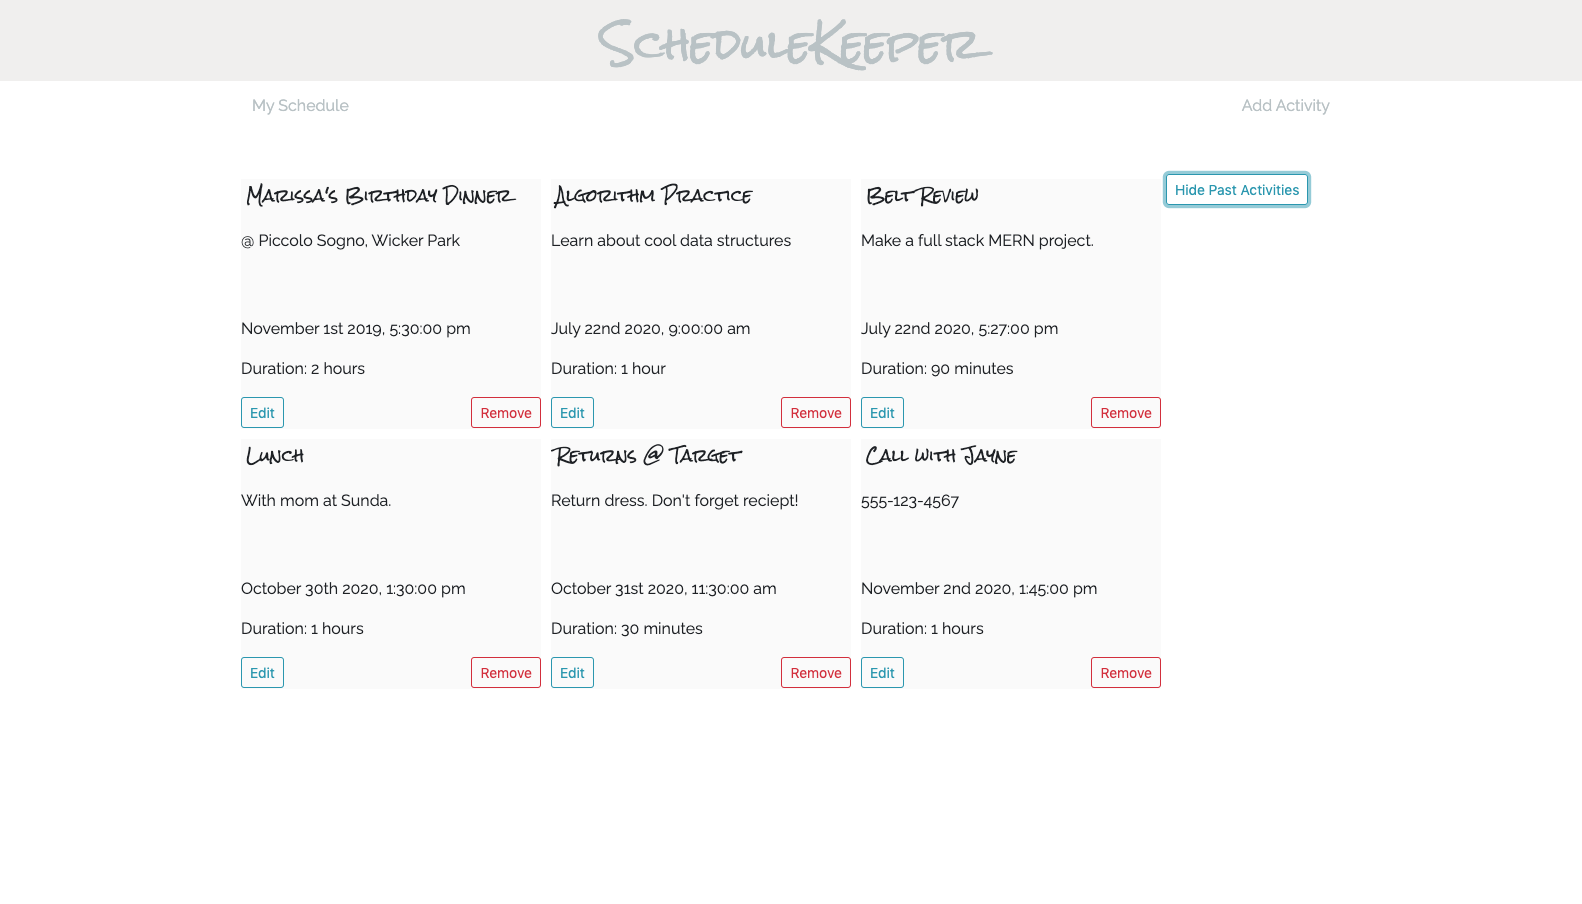 ScheduleKeeper
My Schedule
Add Activity
Marissa's Birthday Dinner
@ Piccolo Sogno, Wicker Park
November 1st 2019, 5:30:00 pm
Duration: 2 hours
Edit
Remove
Algorithm Practice
Learn about cool data structures
July 22nd 2020, 9:00:00 am
Duration: 1 hour
Edit
Remove
Belt Review
Make a full stack MERN project.
July 22nd 2020, 5:27:00 pm
Duration: 90 minutes
Edit
Remove
Hide Past Activities
Lunch
With mom at Sunda.
October 30th 2020, 1:30:00 pm
Duration: 1 hours
Edit
Remove
Returns @ Target
Return dress. Don't forget reciept!
October 31st 2020, 11:30:00 am
Duration: 30 minutes
Edit
Remove
Call with Jayne
555-123-4567
November 2nd 2020, 1:45:00 pm
Duration: 1 hours
Edit
Remove